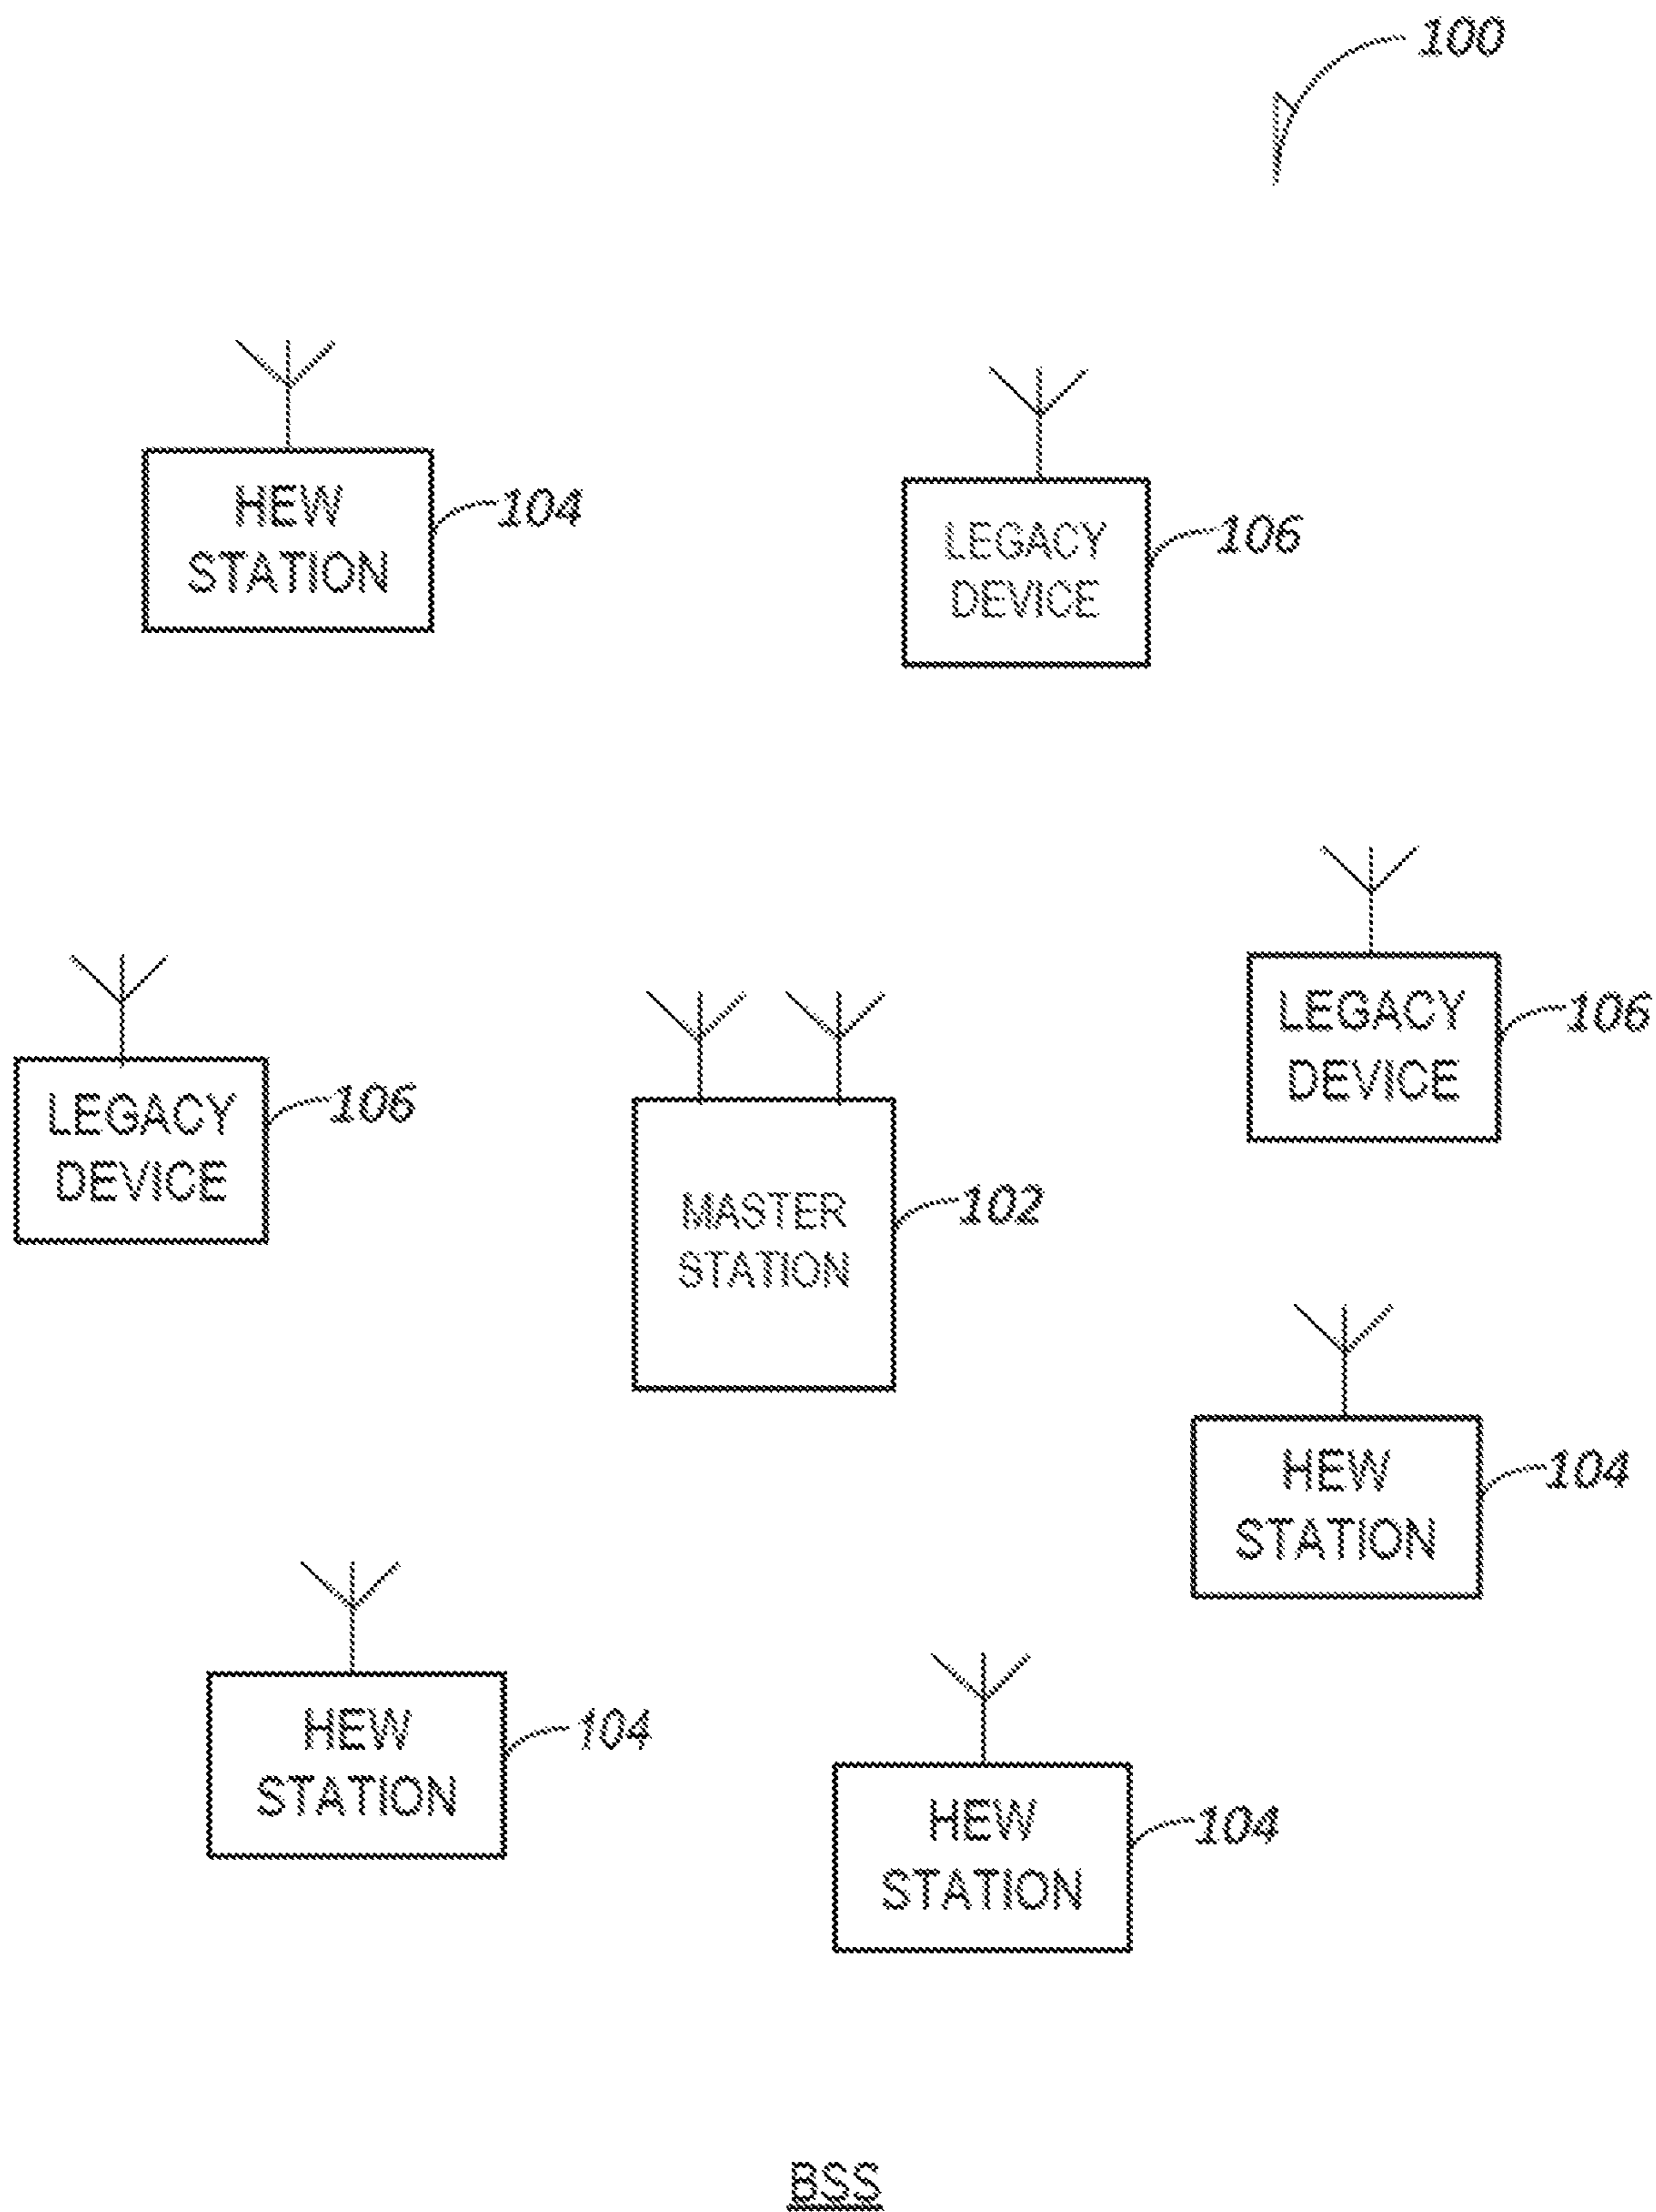 100
HEW
STATION
104
LEGACY
DEVICE
106
LEGACY
DEVICE
106
LEGACY
DEVICE
106
MASTER
STATION
102
HEW
STATION
104
HEW
STATION
104
HEW
STATION
104
BSS